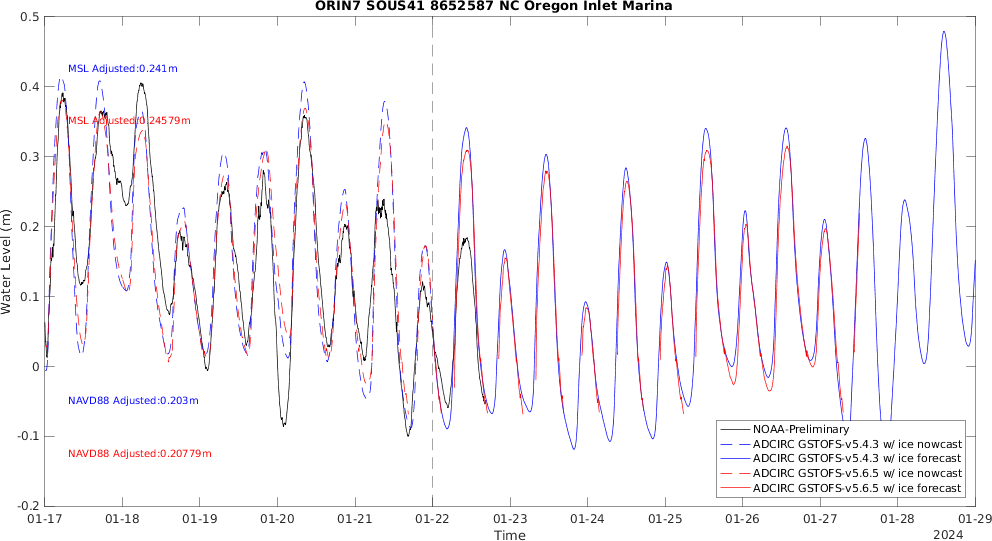 ORIN7 SOUS41 8652587 NC Oregon Inlet Marina
0.5
0.4
0.3
0.2
0.1
0
-0.1
-0.2
Water Level (m)
MSL Adjusted:0.241m
MSL Adjusted:0.24579m
NAVD88 Adjusted:0.203m
NAVD88 Adjusted:0.20779m
NOAA-Preliminary
ADCIRC GSTOFS-v5.4.3 w/ ice nowcast
ADCIRC GSTOFS-v5.4.3 w/ ice forecast
ADCIRC GSTOFS-v5.6.5 w/ ice nowcast
ADCIRC GSTOFS-v5.6.5 w/ ice forecast
01-17 01-18 01-19 01-20 01-21 01-22 01-23 01-24 01-25 01-26 01-27 01-28 01-29
Time
2024